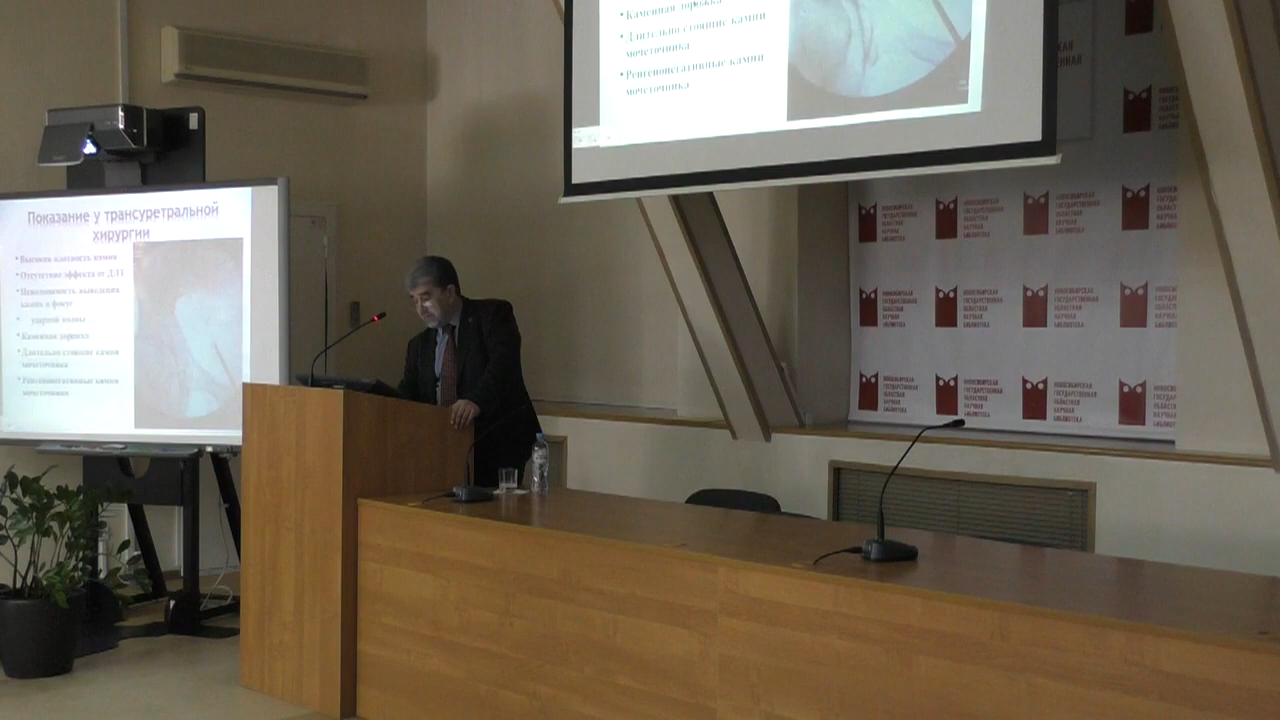 Показание у трансуретральной
хирургии
• Высокая плотность камня
• Отсутствие эффекта от ДЛТ
• Невозможность выведения
камня в фокус
ударной волны
• Каменная дорожка
• Длительно стоящие камни
мочеточника
• Рентгенонегативные камни
мочеточника
• Каменная дорожка
• Длительно стоящие камни
мочеточника
• Рентгенонегативные камни
мочеточника
НОВОСИБИРСКАЯ
ГОСУДАРСТВЕННАЯ
ОБЛАСТНАЯ
НАУЧНАЯ
БИБЛИОТЕКА